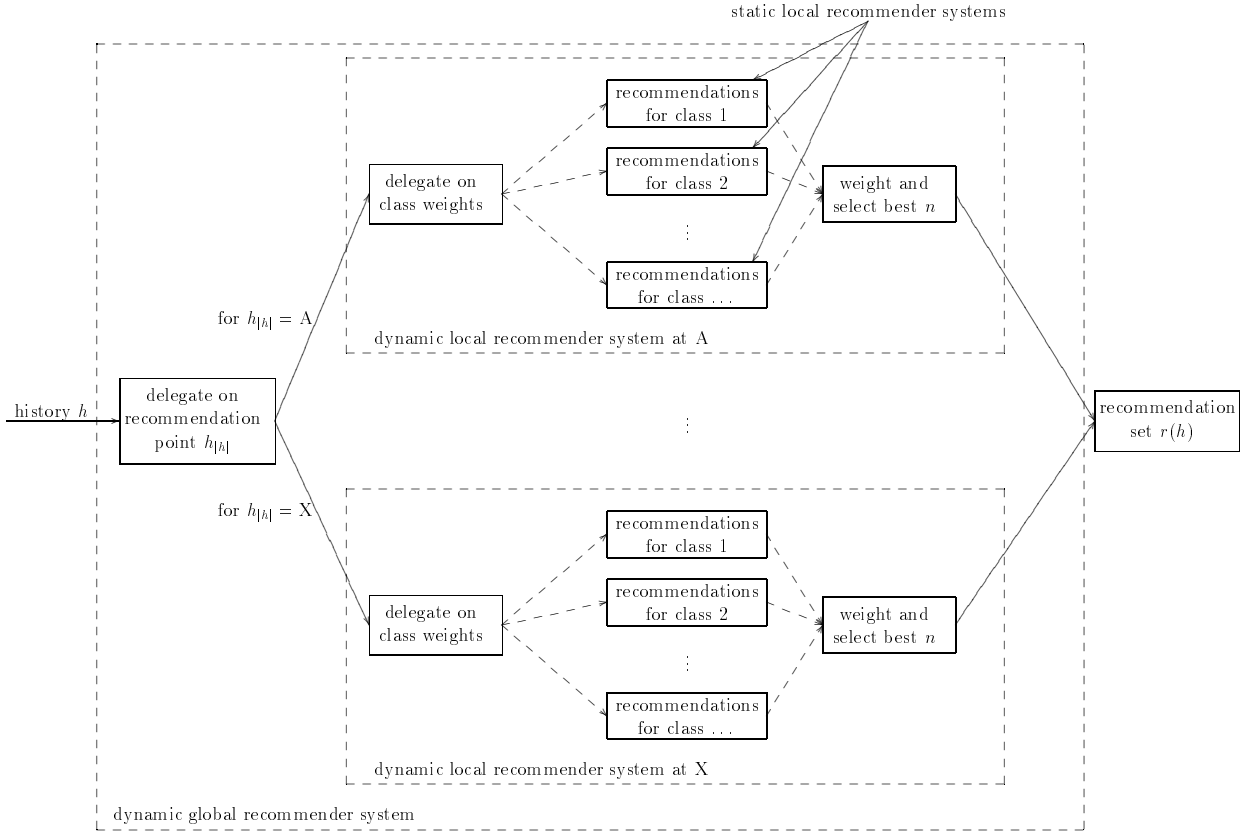 static local recommender systems
recommendations
for class 1
recommendations
for class 2
⋮
recommendations
for class ...
delegate on
class weights
weight and
select best n
for h|h| = A
dynamic local recommender system at A
history h
delegate on
recommendation
point h|h|
⋮
recommendation
set r(h)
for h|h| = X
recommendations
for class 1
recommendations
for class 2
⋮
recommendations
for class ...
delegate on
class weights
weight and
select best n
dynamic local recommender system at X
dynamic global recommender system